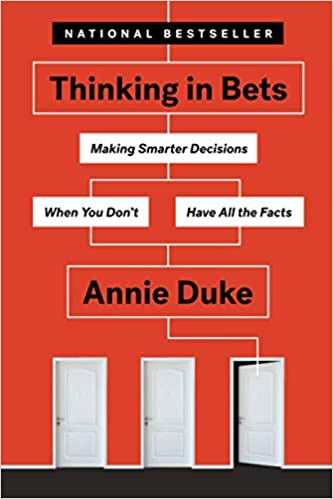 NATIONAL BESTSELLER
Thinking in Bets
Making Smarter Decisions
When You Don't
Have All the Facts
Annie Duke